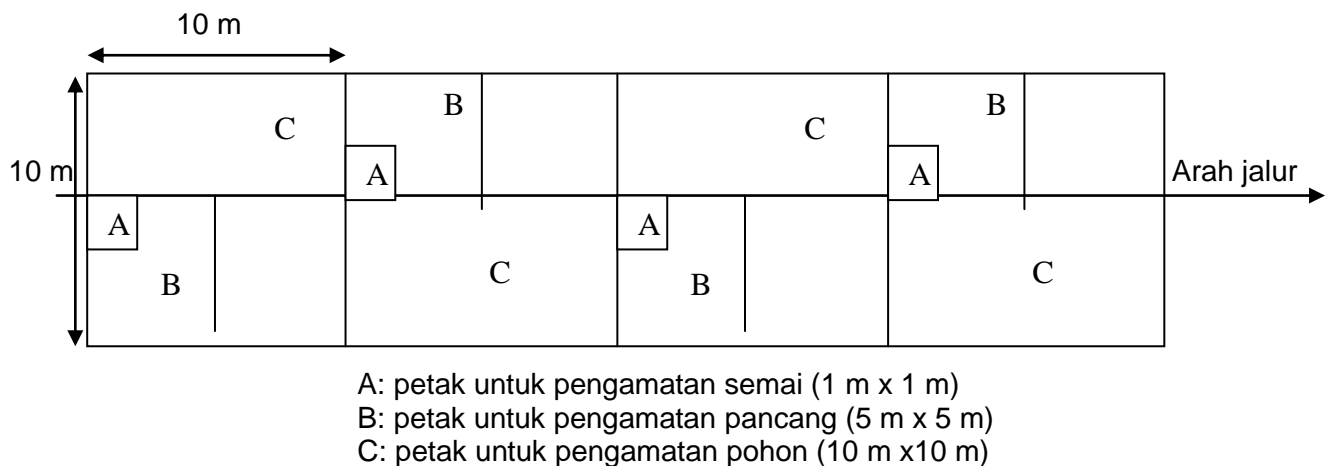 10 m
B B
C C
10 m A A Arah jalur
A A
B C B C
A: petak untuk pengamatan semai (1 m x 1 m)
B: petak untuk pengamatan pancang (5 m x 5 m)
C: petak untuk pengamatan pohon (10 m x10 m)